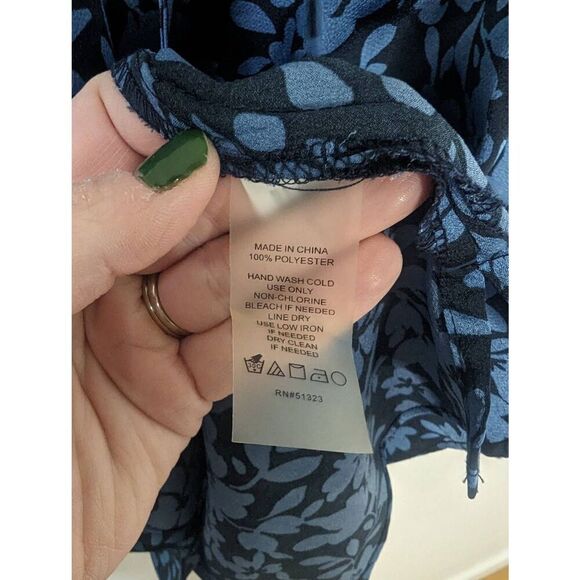 MADE IN CHINA
100% POLYESTER
HAND WASH COLD
USE ONLY
NON-CHLORINE
BLEACH IF NEEDED
LINE DRY
USE LOW IRON
IF NEEDED
DRY CLEAN
IF NEEDED
RN#51323